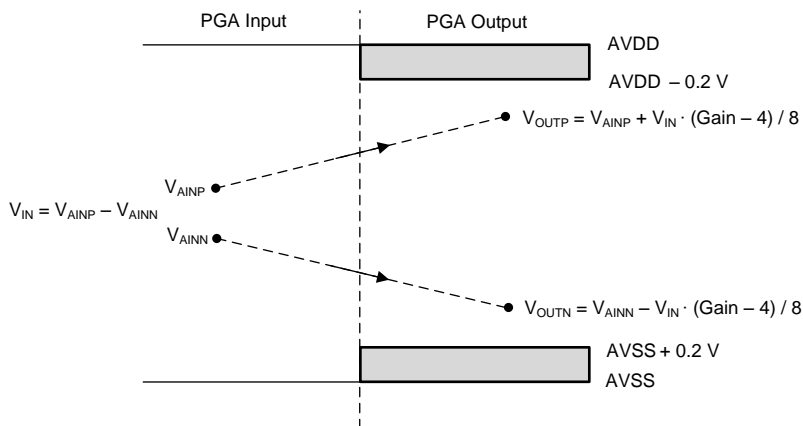 PGA Input
PGA Output
AVDD
AVDD – 0.2 V
V_OUTP = V_AINP + V_IN · (Gain – 4) / 8
V_AINP
V_IN = V_AINP – V_AINN
V_AINN
V_OUTN = V_AINN – V_IN · (Gain – 4) / 8
AVSS + 0.2 V
AVSS